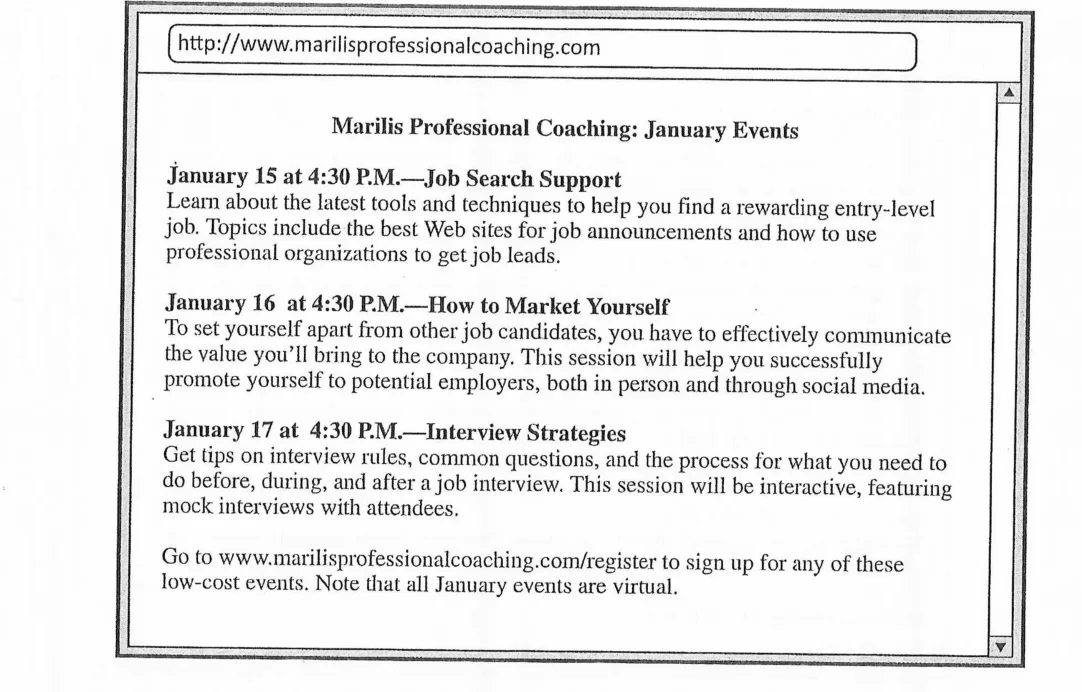 http://www.marilisprofessionalcoaching.com
Marilis Professional Coaching: January Events
January 15 at 4:30 P.M.—Job Search Support
Learn about the latest tools and techniques to help you find a rewarding entry-level
job. Topics include the best Web sites for job announcements and how to use
professional organizations to get job leads.
January 16 at 4:30 P.M.—How to Market Yourself
To set yourself apart from other job candidates, you have to effectively communicate
the value you'll bring to the company. This session will help you successfully
promote yourself to potential employers, both in person and through social media.
January 17 at 4:30 P.M.—Interview Strategies
Get tips on interview rules, common questions, and the process for what you need to
do before, during, and after a job interview. This session will be interactive, featuring
mock interviews with attendees.
Go to www.marilisprofessionalcoaching.com/register to sign up for any of these
low-cost events. Note that all January events are virtual.